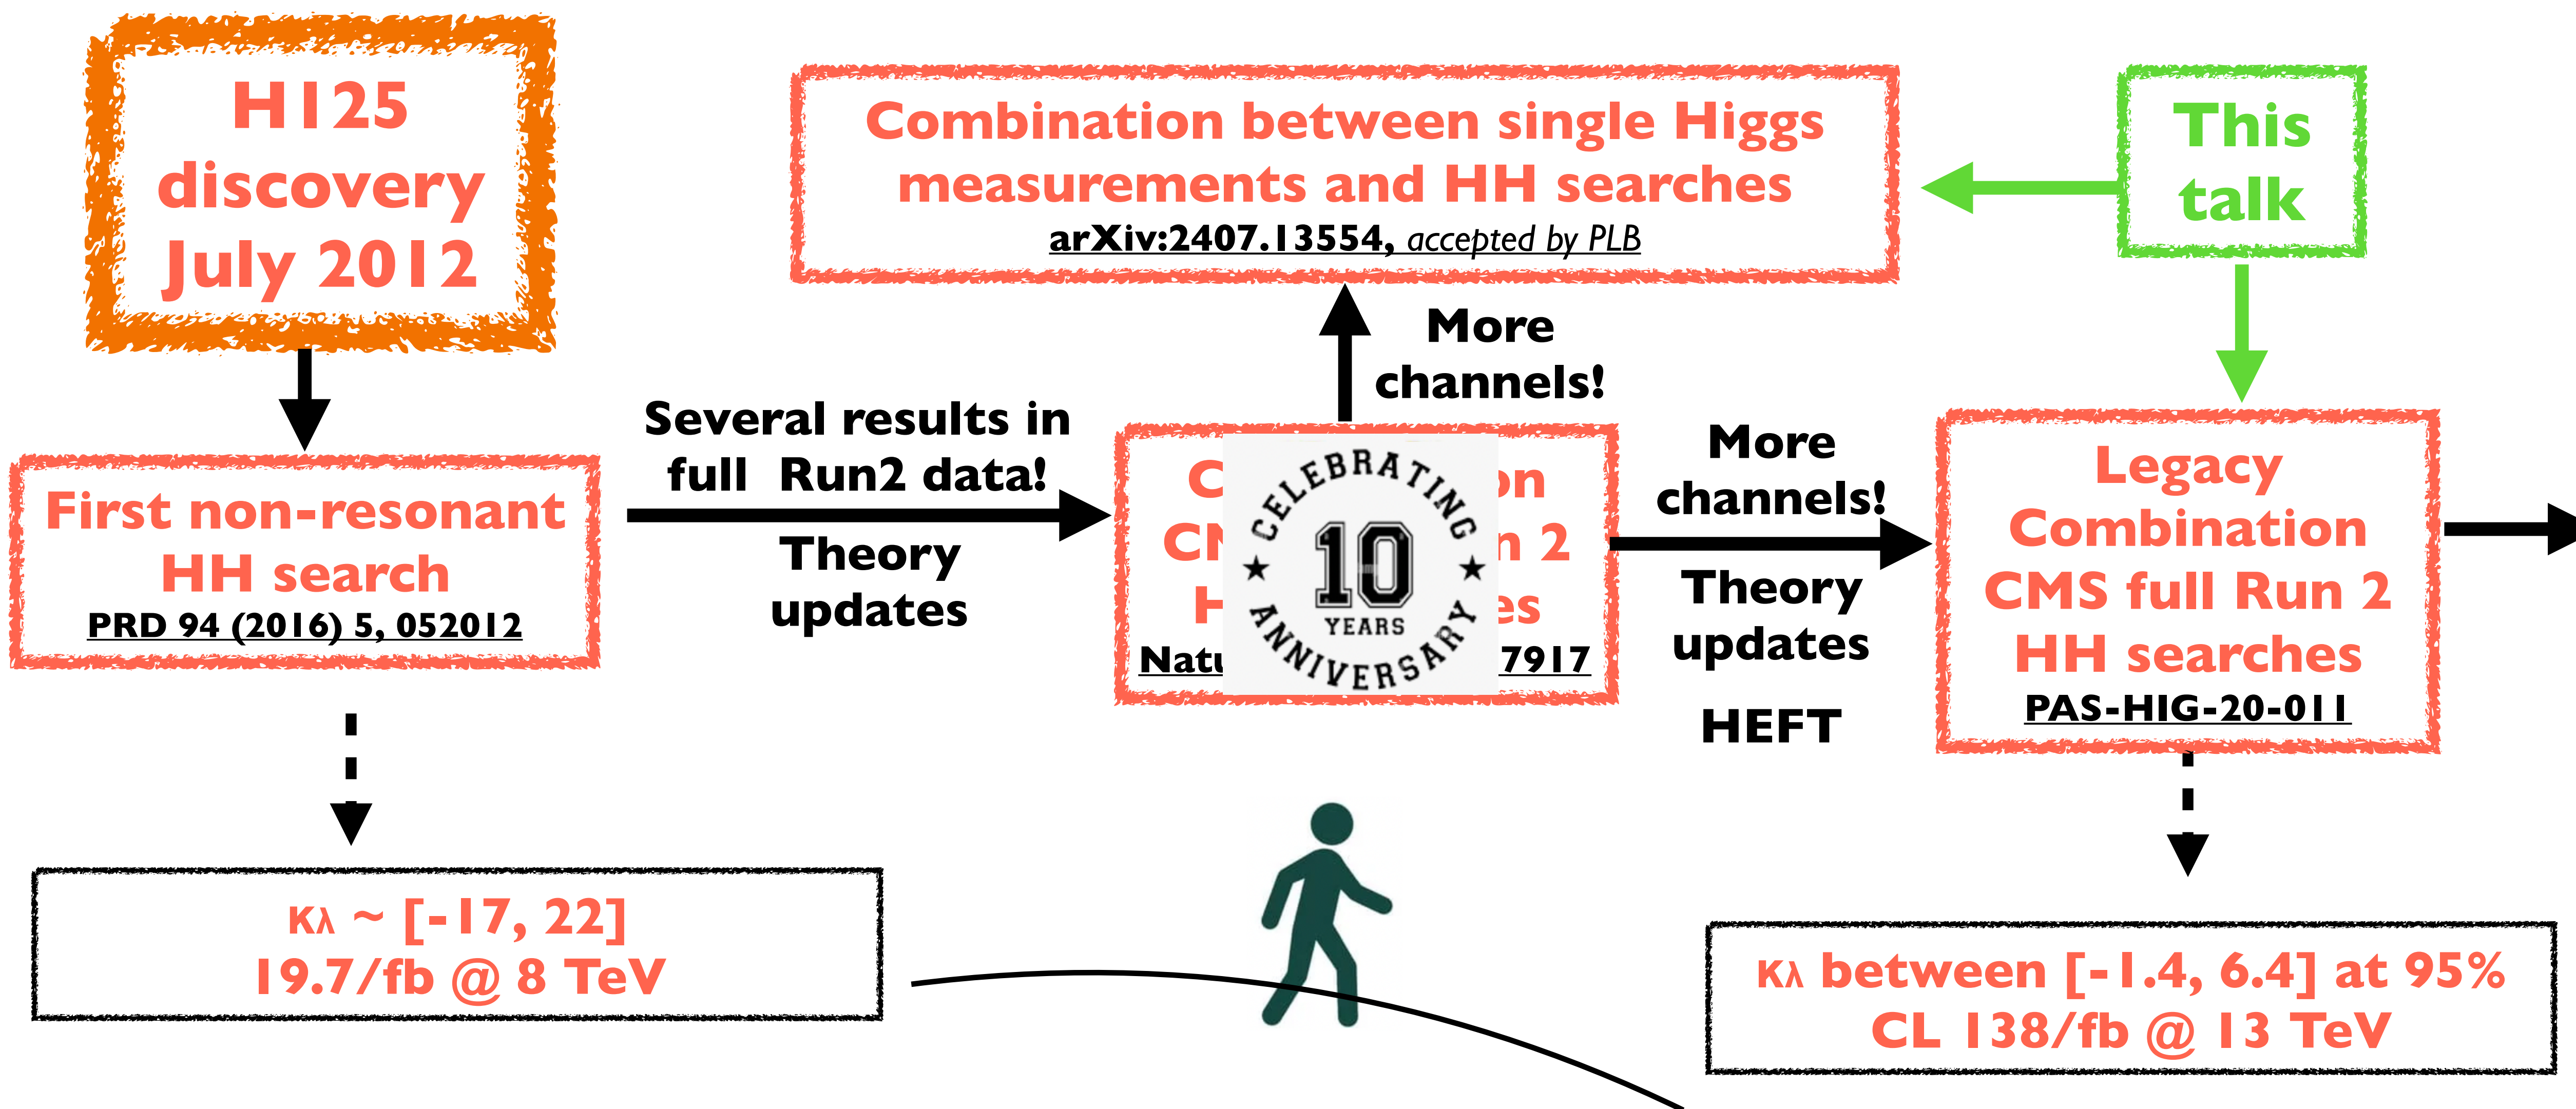 H125
discovery
July 2012
Combination between single Higgs
measurements and HH searches
arXiv:2407.13554, accepted by PLB
This
talk
More
channels!
Several results in
full Run2 data!
Theory
updates
First non-resonant
HH search
PRD 94 (2016) 5, 052012
CELEBRATING
10
YEARS
ANNIVERSARY
n 2
7917
More
channels!
Theory
updates
HEFT
Legacy
Combination
CMS full Run 2
HH searches
PAS-HIG-20-011
κλ ~ [-17, 22]
19.7/fb @ 8 TeV
κλ between [-1.4, 6.4] at 95%
CL 138/fb @ 13 TeV